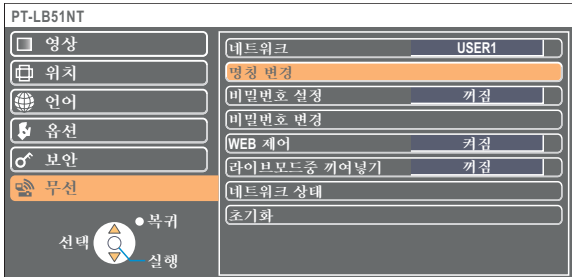 PT-LB51NT
영상
위치
언어
옵션
보안
무선
복귀
선택
실행
네트워크 USER1
명칭 변경
비밀번호 설정 꺼짐
비밀번호 변경
WEB 제어 켜짐
라이브모드중 끼어넣기 꺼짐
네트워크 상태
초기화